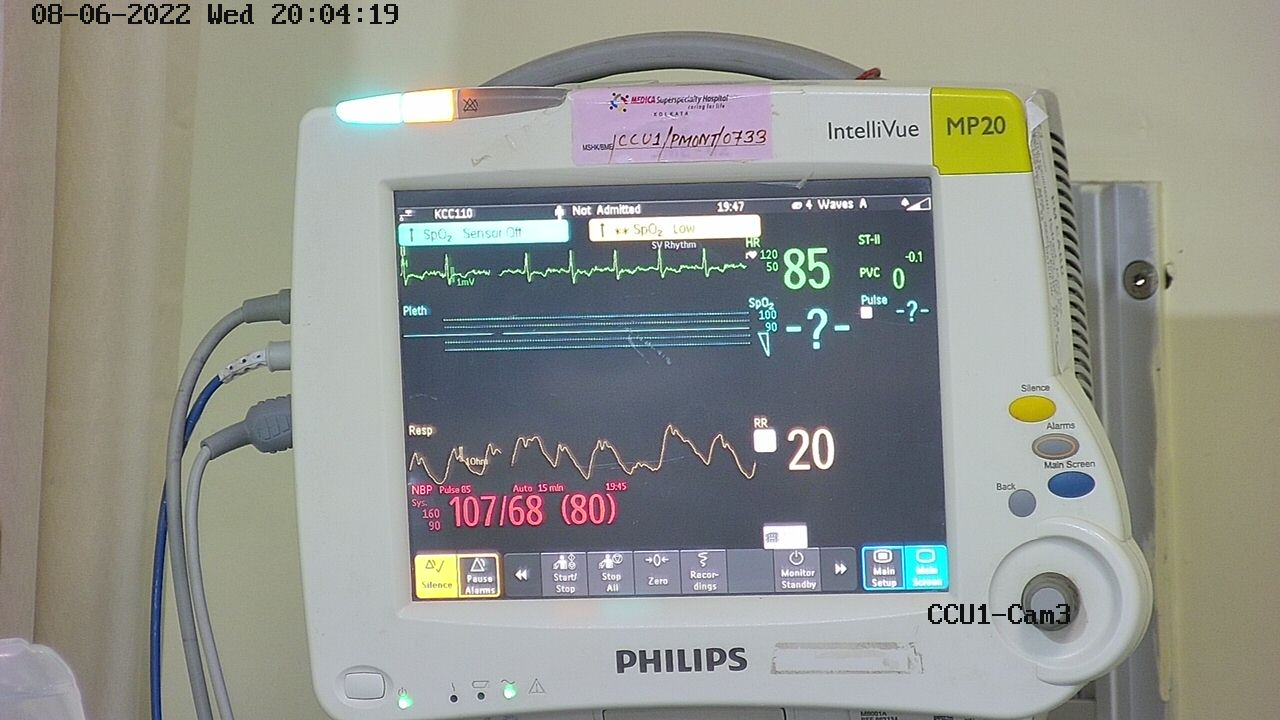 08-06-2022 Wed 20:04:19
MEDICA Superspecialty Hospital
caring for life
KOLKATA
MSHK/BME/CCU1/PMONT/0733
IntelliVue MP20
KCC110 Not Admitted 19:47 4 Waves A
SpO₂ Sensor Off ** SpO₂ Low
SV Rhythm
M
1mV
HR
120
50
85
ST-II
-0.1
PVC 0
Pleth
SpO₂
100
90
-?-
Pulse
-?-
Resp
RR
20
NBP Pulse 85 Auto 15 min 19:45
Sys.
160
90
107/68 (80)
Silence
Pause Alarms
Start/ Stop
Stop All
→0← Zero
Recor- dings
Monitor Standby
Main Setup
Main Screen
Silence
Alarms
Main Screen
Back
CCU1-Cam3
PHILIPS